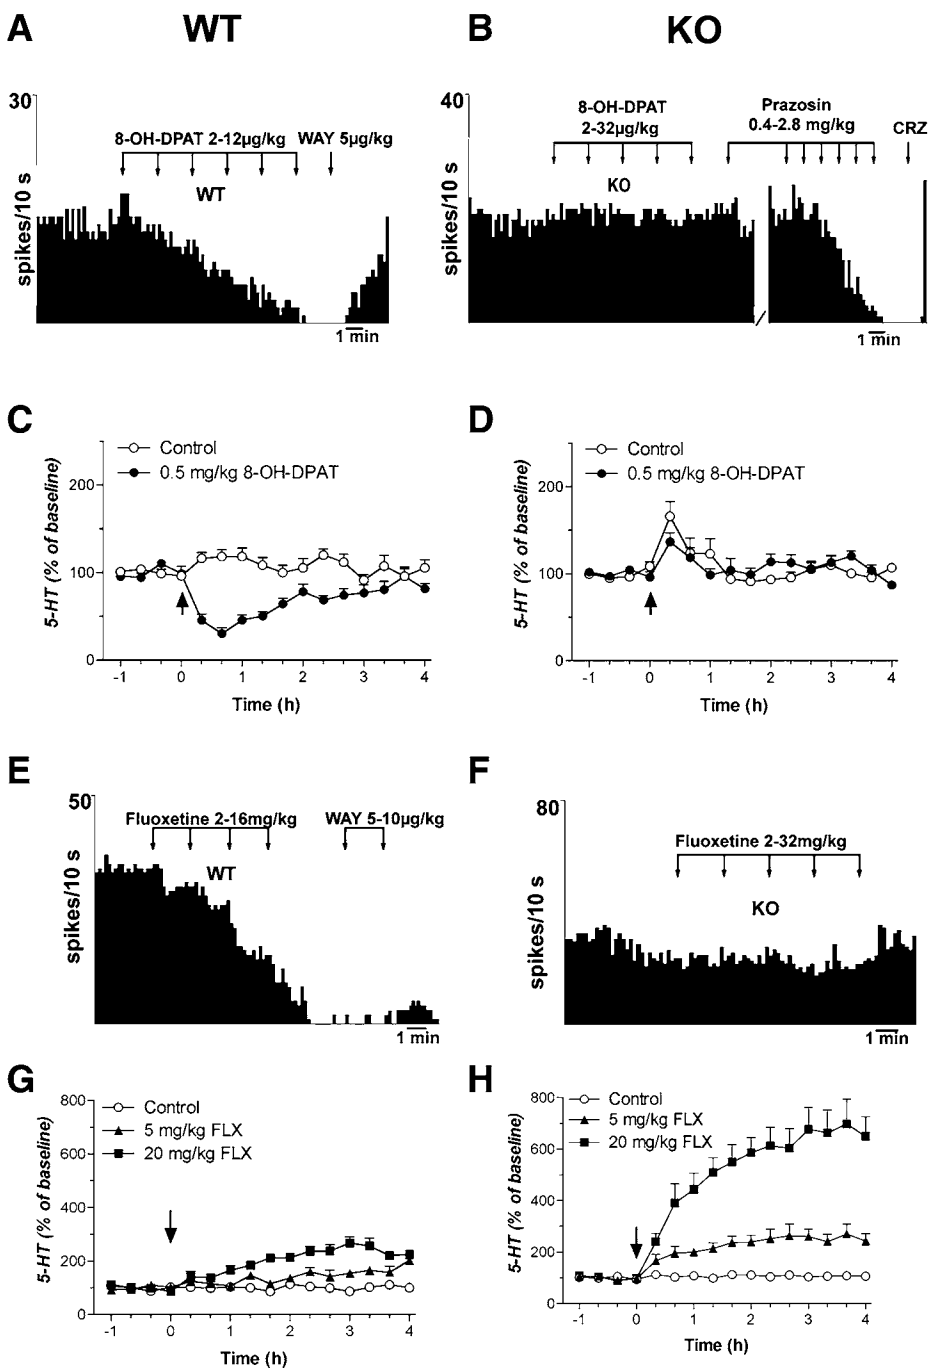 A WT
B KO
30
8-OH-DPAT 2-12µg/kg WAY 5µg/kg
WT
spikes/10 s
1 min
40
8-OH-DPAT
2-32µg/kg
Prazosin
0.4-2.8 mg/kg
CRZ
KO
spikes/10 s
1 min
C
Control
0.5 mg/kg 8-OH-DPAT
5-HT (% of baseline)
200
100
0
-1 0 1 2 3 4
Time (h)
D
Control
0.5 mg/kg 8-OH-DPAT
5-HT (% of baseline)
200
100
0
-1 0 1 2 3 4
Time (h)
E
50
Fluoxetine 2-16mg/kg WAY 5-10µg/kg
WT
spikes/10 s
1 min
F
80
Fluoxetine 2-32mg/kg
KO
spikes/10 s
1 min
G
Control
5 mg/kg FLX
20 mg/kg FLX
5-HT (% of baseline)
800
600
400
200
0
-1 0 1 2 3 4
Time (h)
H
Control
5 mg/kg FLX
20 mg/kg FLX
5-HT (% of baseline)
800
600
400
200
0
-1 0 1 2 3 4
Time (h)